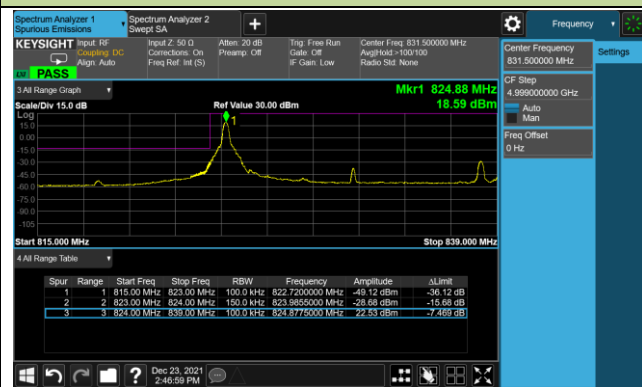 Spectrum Analyzer 1
Spurious Emissions
Spectrum Analyzer 2
Swept SA
Frequency
KEYSIGHT
Input: RF
Coupling: DC
Align: Auto
Input Z: 50 Ω
Corrections: On
Freq Ref: Int (S)
Atten: 20 dB
Preamp: Off
Trig: Free Run
Gate: Off
IF Gain: Low
Center Freq: 831.500000 MHz
Avg|Hold:>100/100
Radio Std: None
LXI
PASS
Center Frequency
831.500000 MHz
Settings
CF Step
4.999000000 GHz
Auto
Man
Freq Offset
0 Hz
3 All Range Graph
Mkr1 824.88 MHz
Scale/Div 15.0 dB
Ref Value 30.00 dBm
18.59 dBm
Log
1
15.0
0.00
-15.0
-30.0
-45.0
-60.0
-75.0
-90.0
-105
Start 815.000 MHz
Stop 839.000 MHz
4 All Range Table
Spur Range Start Freq Stop Freq RBW Frequency Amplitude ΔLimit
1 1 815.00 MHz 823.00 MHz 100.0 kHz 822.7200000 MHz -49.12 dBm -36.12 dB
2 2 823.00 MHz 824.00 MHz 150.0 kHz 823.9855000 MHz -28.68 dBm -15.68 dB
3 3 824.00 MHz 839.00 MHz 100.0 kHz 824.8775000 MHz 22.53 dBm -7.469 dB
?
Dec 23, 2021
2:46:59 PM